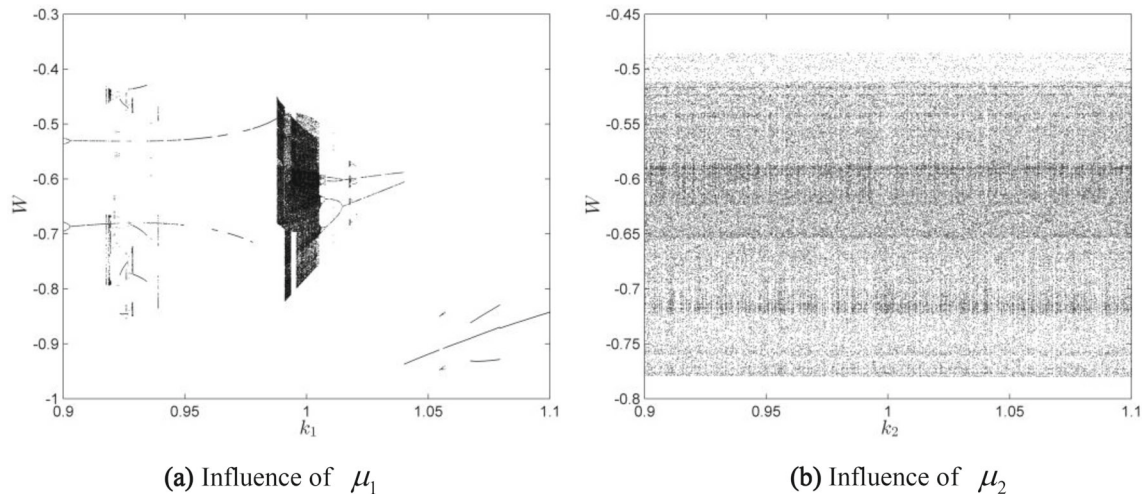 -0.3
-0.4
-0.5
-0.6
-0.7
-0.8
-0.9
-1
W
0.9 0.95 1 1.05 1.1
k₁
(a) Influence of μ₁
-0.45
-0.5
-0.55
-0.6
-0.65
-0.7
-0.75
-0.8
W
0.9 0.95 1 1.05 1.1
k₂
(b) Influence of μ₂